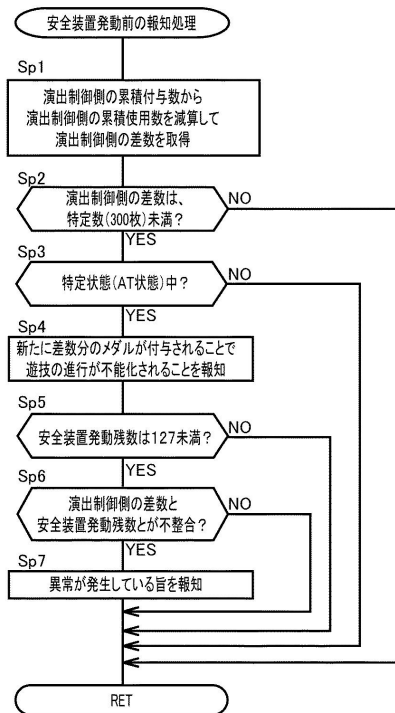 安全装置発動前の報知処理
Sp1
演出制御側の累積付与数から
演出制御側の累積使用数を減算して
演出制御側の差数を取得
Sp2
演出制御側の差数は、
特定数(300枚)未満？
NO
YES
Sp3
特定状態(AT状態)中？
NO
YES
Sp4
新たに差数分のメダルが付与されることで
遊技の進行が不能化されることを報知
Sp5
安全装置発動残数は127未満？
NO
YES
Sp6
演出制御側の差数と
安全装置発動残数とが不整合？
NO
YES
Sp7
異常が発生している旨を報知
RET